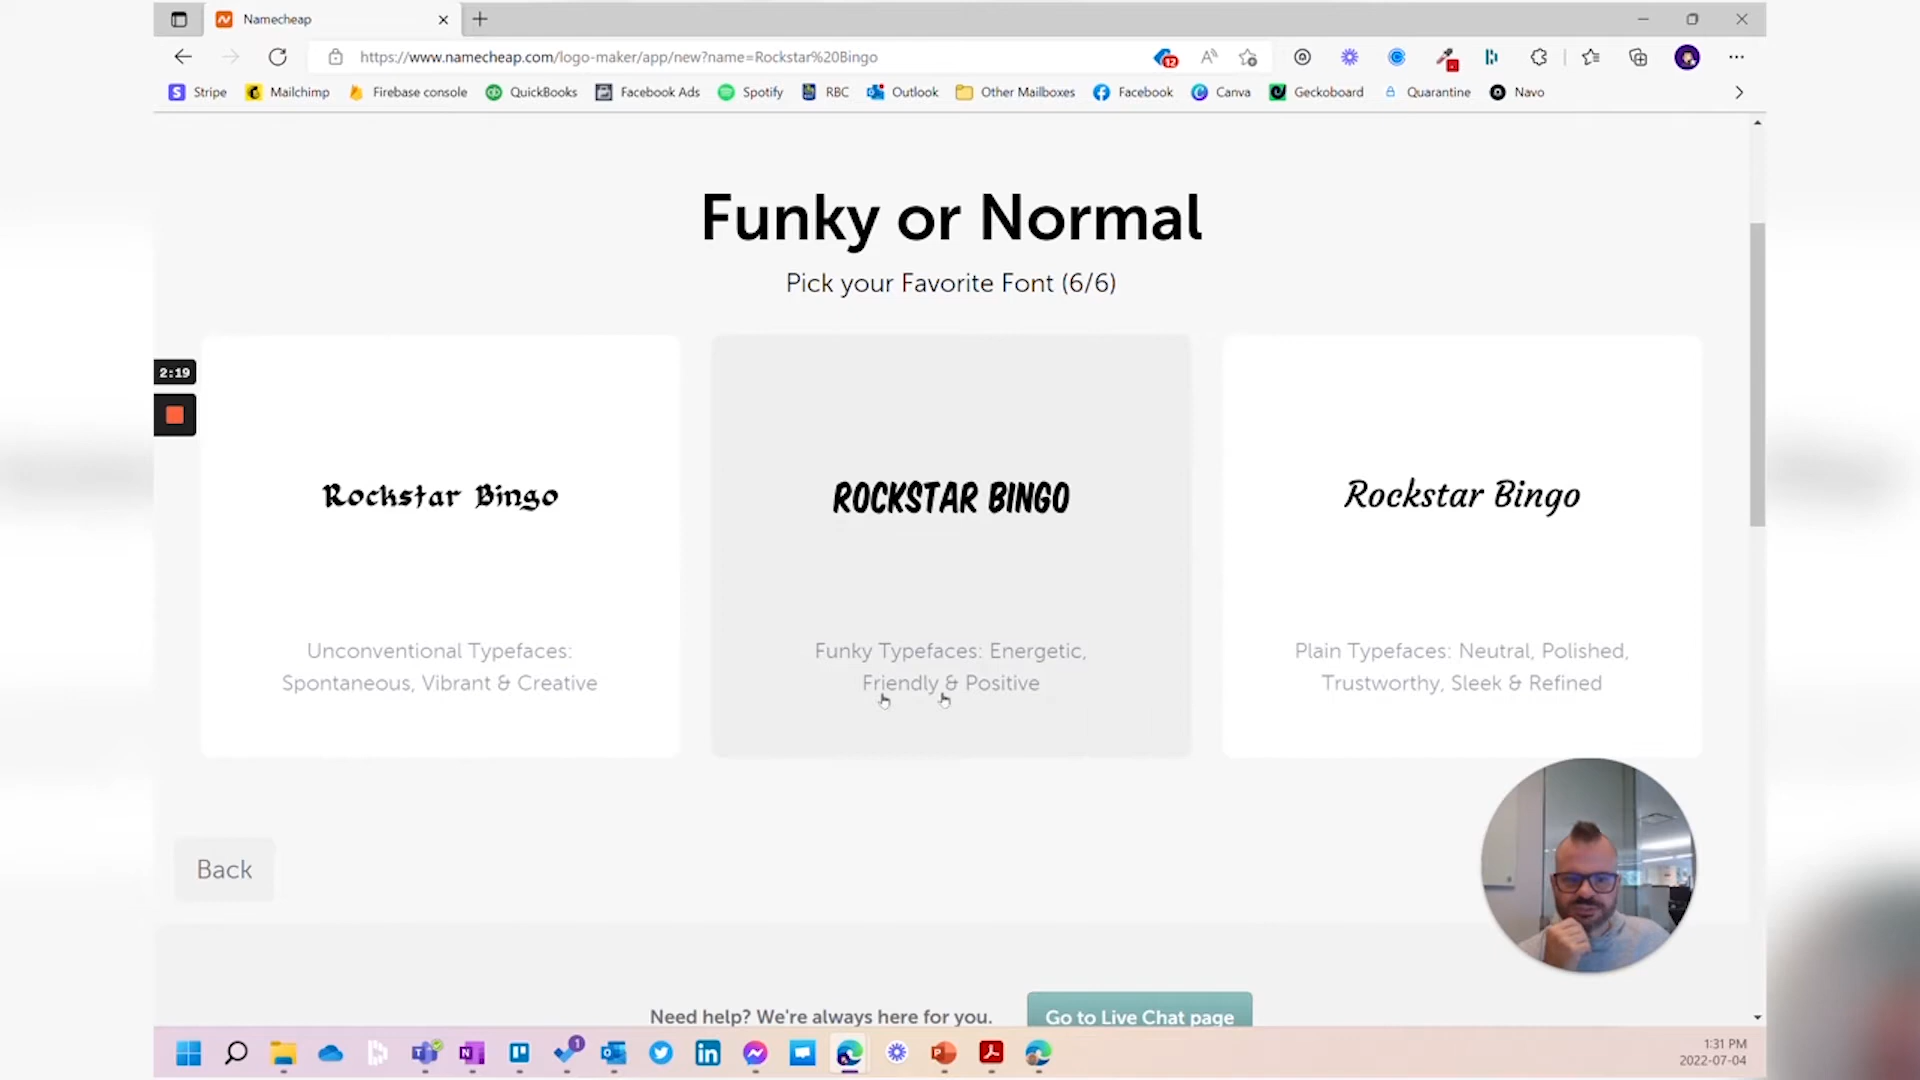 Namecheap
https://www.namecheap.com/logo-maker/app/new?name=Rockstar%20Bingo
12
Stripe Mailchimp Firebase console QuickBooks Facebook Ads Spotify RBC Outlook Other Mailboxes Facebook Canva Geckoboard Quarantine Navo
Funky or Normal
Pick your Favorite Font (6/6)
2:19
Rockstar Bingo
Unconventional Typefaces:
Spontaneous, Vibrant & Creative
ROCKSTAR BINGO
Funky Typefaces: Energetic,
Friendly & Positive
Rockstar Bingo
Plain Typefaces: Neutral, Polished,
Trustworthy, Sleek & Refined
Back
Need help? We're always here for you.
Go to Live Chat page
1
1:31 PM
2022-07-04